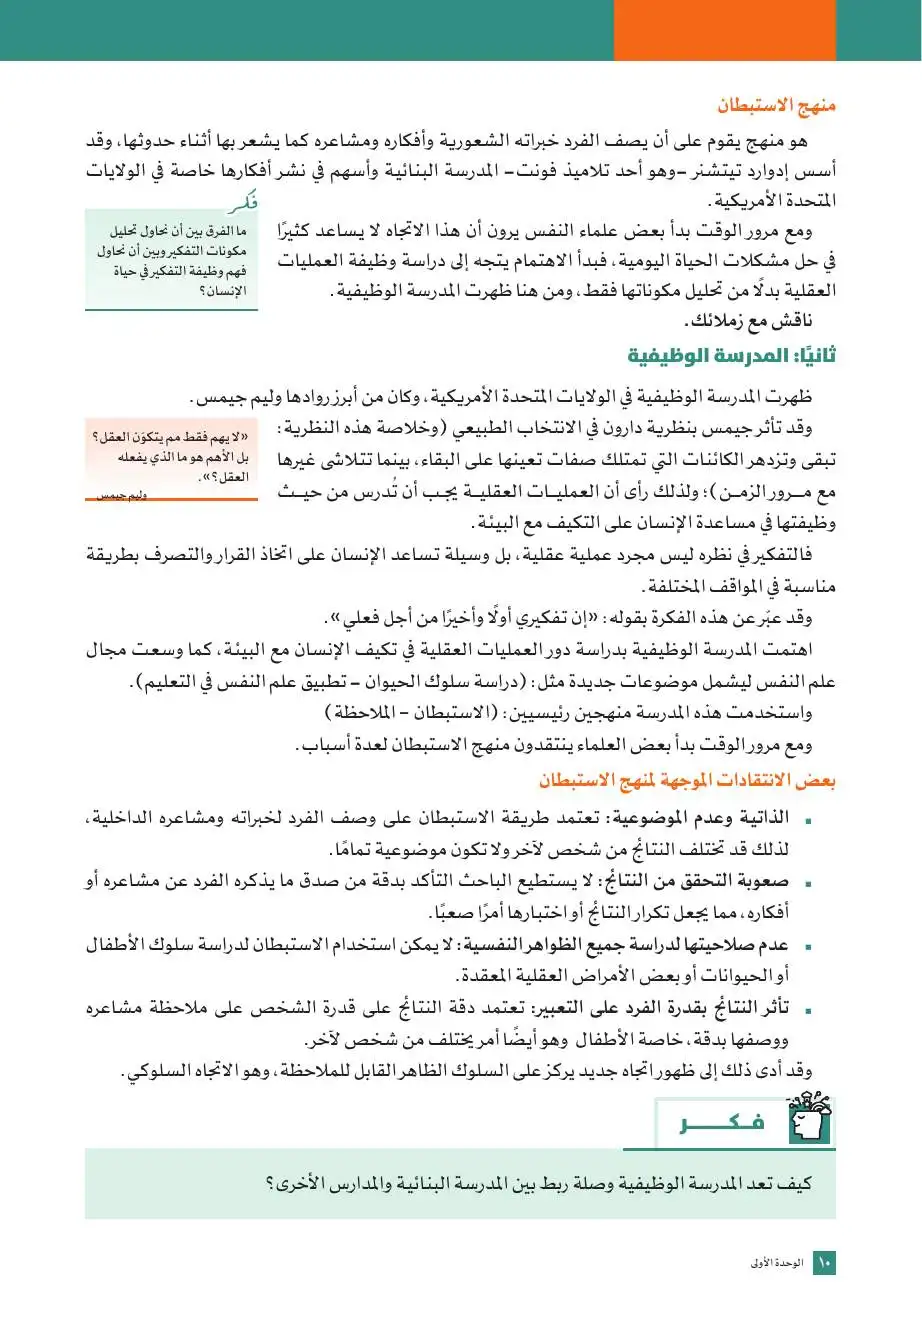 منهج الاستبطان
هو منهج يقوم على أن يصف الفرد خبراته الشعورية وأفكاره ومشاعره كما يشعر بها أثناء حدوثها، وقد
أسس إدوارد تيتشنر -وهو أحد تلاميذ فونت- المدرسة البنائية وأسهم في نشر أفكارها خاصة في الولايات
المتحدة الأمريكية.
ومع مرور الوقت بدأ بعض علماء النفس يرون أن هذا الاتجاه لا يساعد كثيرًا
في حل مشكلات الحياة اليومية، فبدأ الاهتمام يتجه إلى دراسة وظيفة العمليات
العقلية بدلًا من تحليل مكوناتها فقط، ومن هنا ظهرت المدرسة الوظيفية.
ناقش مع زملائك.
فكر
ما الفرق بين أن نحاول تحليل
مكونات التفكير وبين أن نحاول
فهم وظيفة التفكير في حياة
الإنسان؟
ثانيًا: المدرسة الوظيفية
ظهرت المدرسة الوظيفية في الولايات المتحدة الأمريكية، وكان من أبرز روادها وليم جيمس.
وقد تأثر جيمس بنظرية دارون في الانتخاب الطبيعي (وخلاصة هذه النظرية:
تبقى وتزدهر الكائنات التي تمتلك صفات تعينها على البقاء، بينما تتلاشى غيرها
مع مـرور الزمـن)؛ ولذلك رأى أن العمليـات العقليـة يجـب أن تُدرس من حيـث
وظيفتها في مساعدة الإنسان على التكيف مع البيئة.
«لا يهم فقط مم يتكوّن العقل؟
بل الأهم هو ما الذي يفعله
العقل؟».
وليم جيمس
فالتفكير في نظره ليس مجرد عملية عقلية، بل وسيلة تساعد الإنسان على اتخاذ القرار والتصرف بطريقة
مناسبة في المواقف المختلفة.
وقد عبّر عن هذه الفكرة بقوله: «إن تفكيري أولًا وأخيرًا من أجل فعلي».
اهتمت المدرسة الوظيفية بدراسة دور العمليات العقلية في تكيف الإنسان مع البيئة، كما وسعت مجال
علم النفس ليشمل موضوعات جديدة مثل: (دراسة سلوك الحيوان - تطبيق علم النفس في التعليم).
واستخدمت هذه المدرسة منهجين رئيسيين: (الاستبطان - الملاحظة)
ومع مرور الوقت بدأ بعض العلماء ينتقدون منهج الاستبطان لعدة أسباب.
بعض الانتقادات الموجهة لمنهج الاستبطان
▪ الذاتية وعدم الموضوعية: تعتمد طريقة الاستبطان على وصف الفرد لخبراته ومشاعره الداخلية،
لذلك قد تختلف النتائج من شخص لآخر ولا تكون موضوعية تمامًا.
▪ صعوبة التحقق من النتائج: لا يستطيع الباحث التأكد بدقة من صدق ما يذكره الفرد عن مشاعره أو
أفكاره، مما يجعل تكرار النتائج أو اختبارها أمرًا صعبًا.
▪ عدم صلاحيتها لدراسة جميع الظواهر النفسية: لا يمكن استخدام الاستبطان لدراسة سلوك الأطفال
أو الحيوانات أو بعض الأمراض العقلية المعقدة.
▪ تأثر النتائج بقدرة الفرد على التعبير: تعتمد دقة النتائج على قدرة الشخص على ملاحظة مشاعره
ووصفها بدقة، خاصة الأطفال وهو أيضًا أمر يختلف من شخص لآخر.
وقد أدى ذلك إلى ظهور اتجاه جديد يركز على السلوك الظاهر القابل للملاحظة، وهو الاتجاه السلوكي.
فـكــــر
كيف تعد المدرسة الوظيفية وصلة ربط بين المدرسة البنائية والمدارس الأخرى؟
١٠ الوحدة الأولى